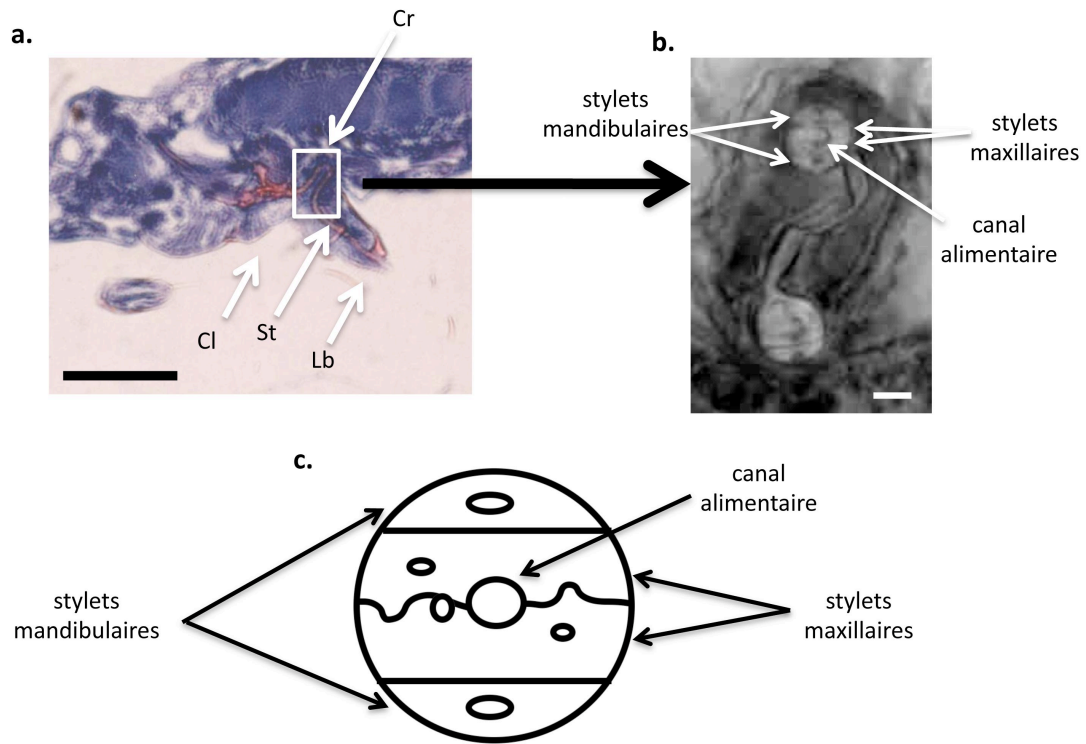 a.
Cr
Cl
St
Lb
b.
stylets
mandibulaires
stylets
maxillaires
canal
alimentaire
c.
canal
alimentaire
stylets
mandibulaires
stylets
maxillaires